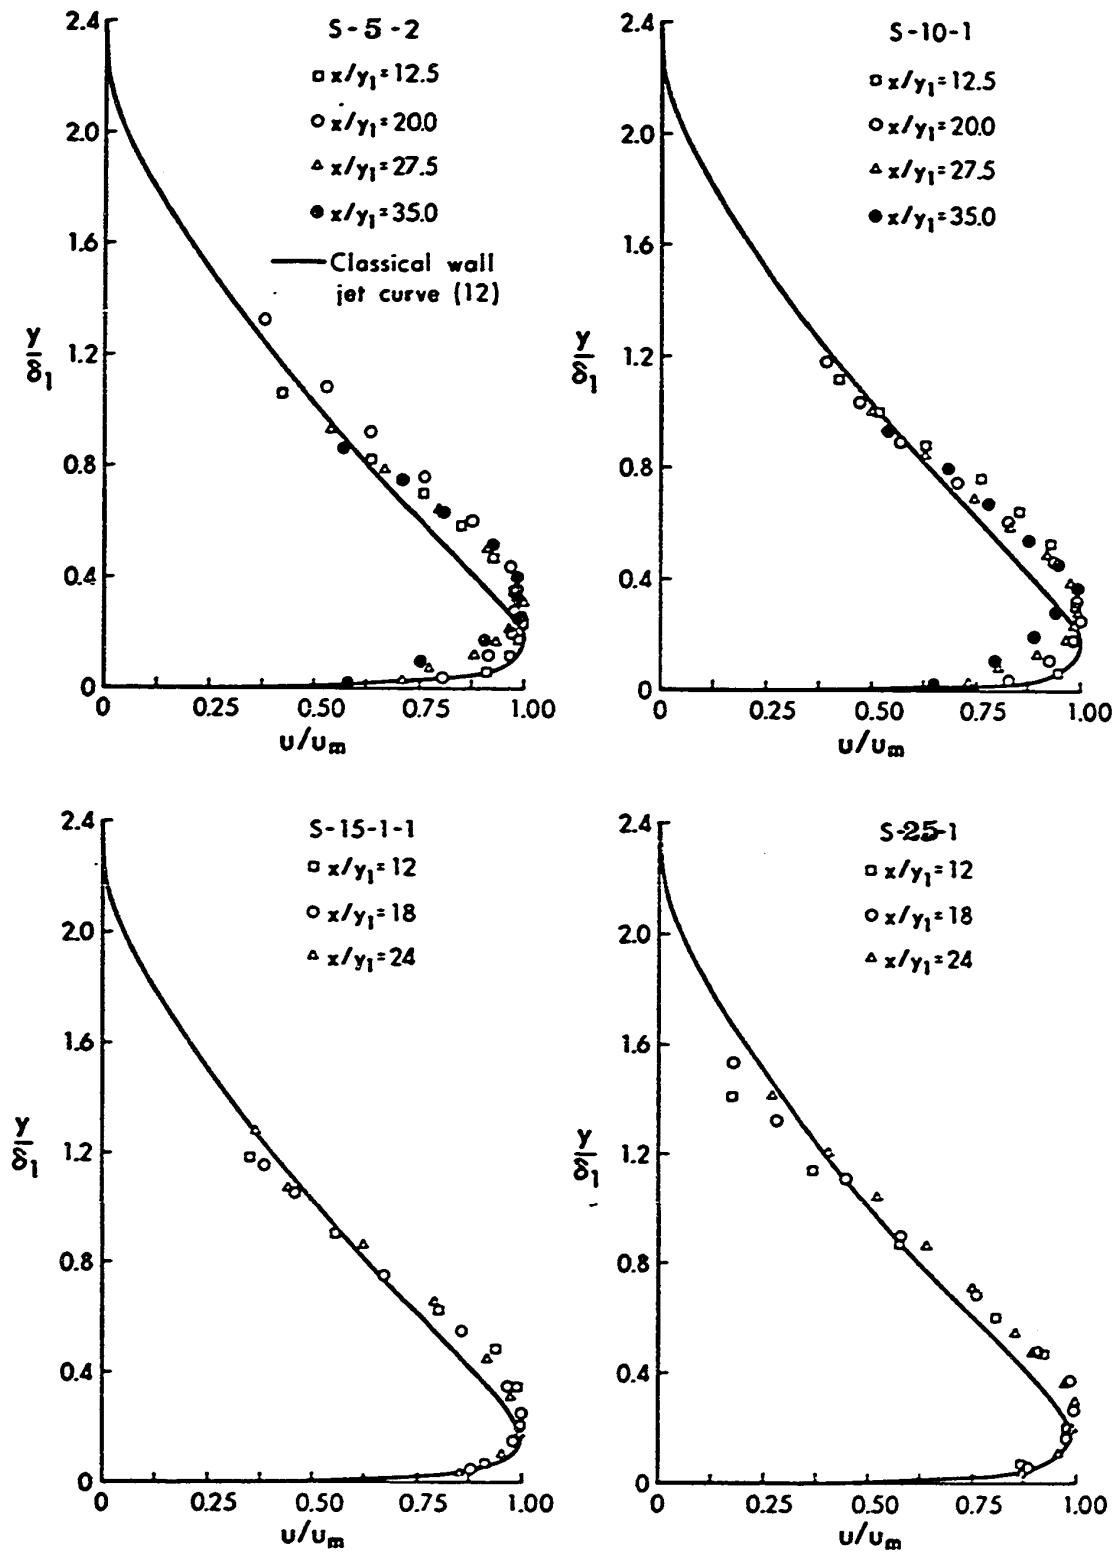 S-5-2
x/y1=12.5
x/y1=20.0
x/y1=27.5
x/y1=35.0
Classical wall
jet curve (12)
2.4
2.0
1.6
1.2
0.8
0.4
0
y/δ1
0 0.25 0.50 0.75 1.00
u/um
S-10-1
x/y1=12.5
x/y1=20.0
x/y1=27.5
x/y1=35.0
2.4
2.0
1.6
1.2
0.8
0.4
0
y/δ1
0 0.25 0.50 0.75 1.00
u/um
S-15-1-1
x/y1=12
x/y1=18
x/y1=24
2.4
2.0
1.6
1.2
0.8
0.4
0
y/δ1
0 0.25 0.50 0.75 1.00
u/um
S-25-1
x/y1=12
x/y1=18
x/y1=24
2.4
2.0
1.6
1.2
0.8
0.4
0
y/δ1
0 0.25 0.50 0.75 1.00
u/um